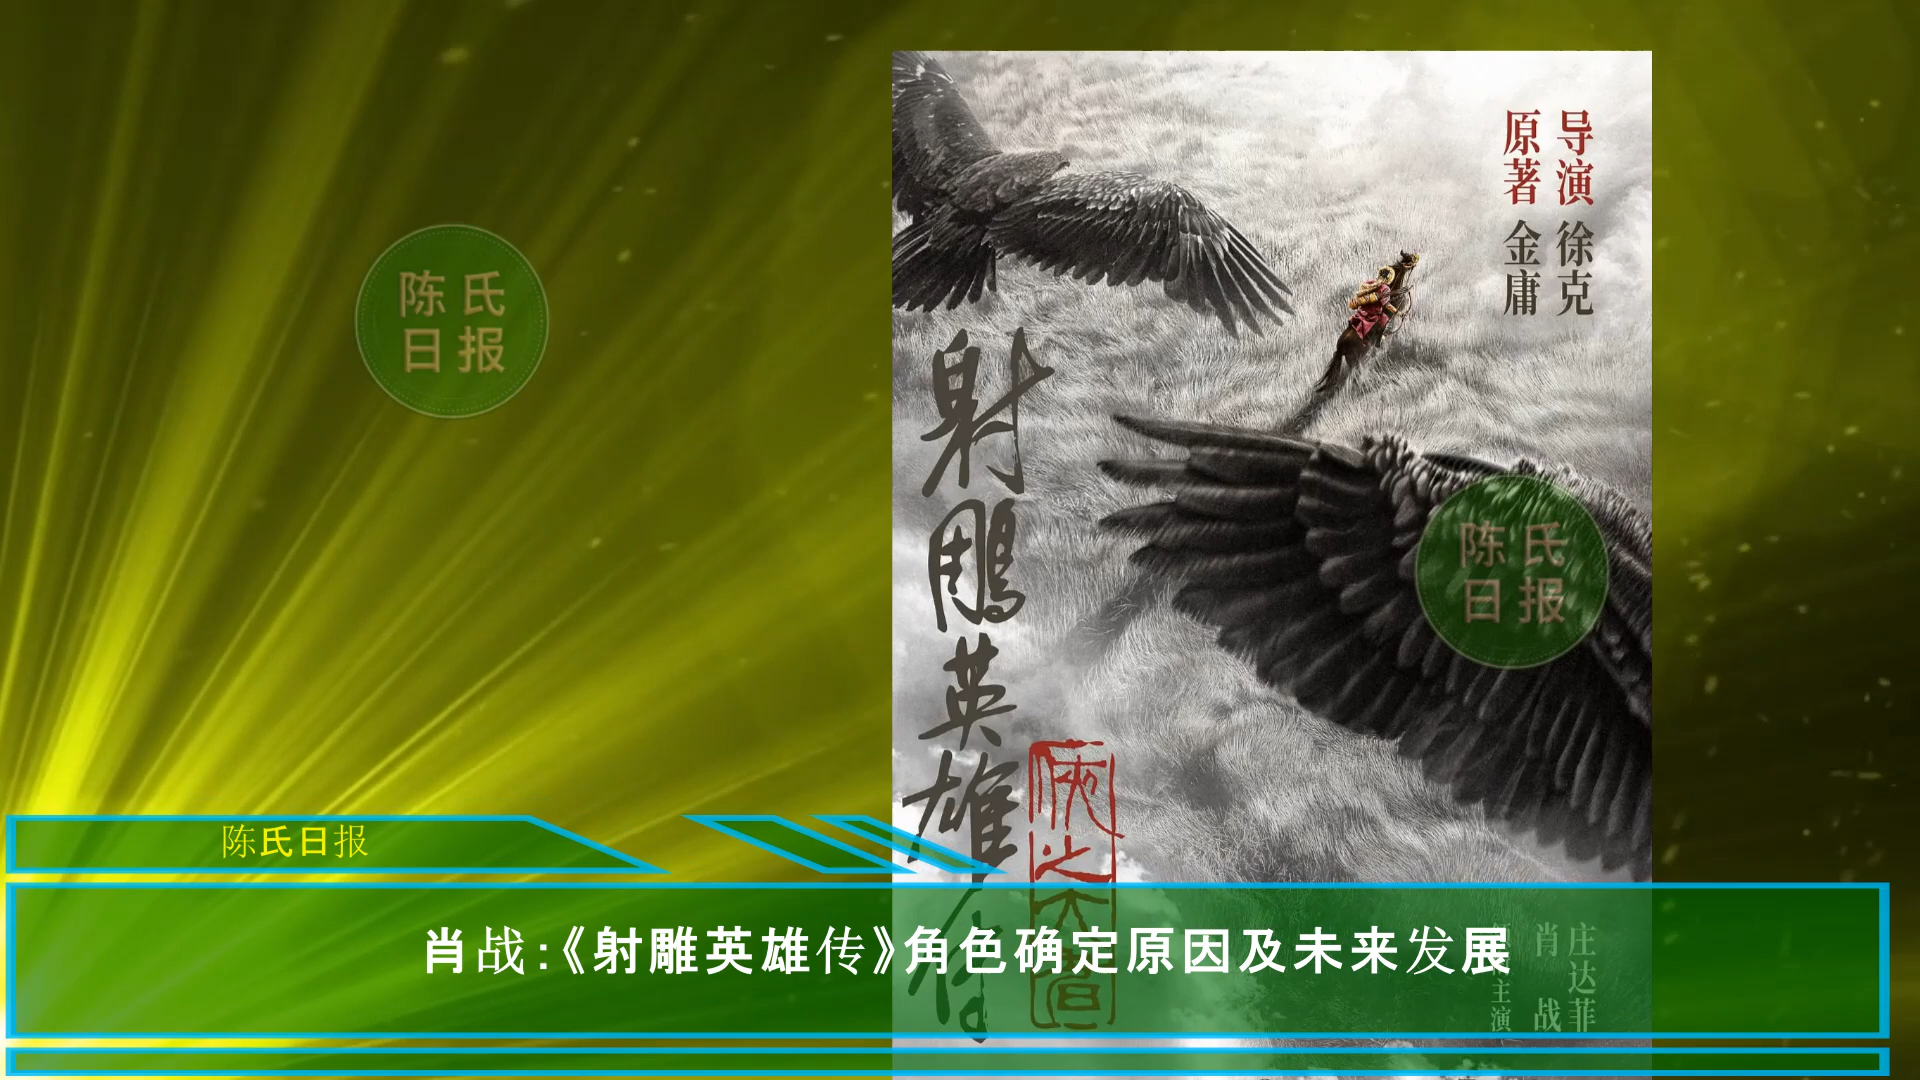 陈氏
日报
导演 徐克
原著 金庸
射雕英雄传
侠之大者
陈氏
日报
陈氏日报
肖战:《射雕英雄传》角色确定原因及未来发展
庄达菲
肖战
主演